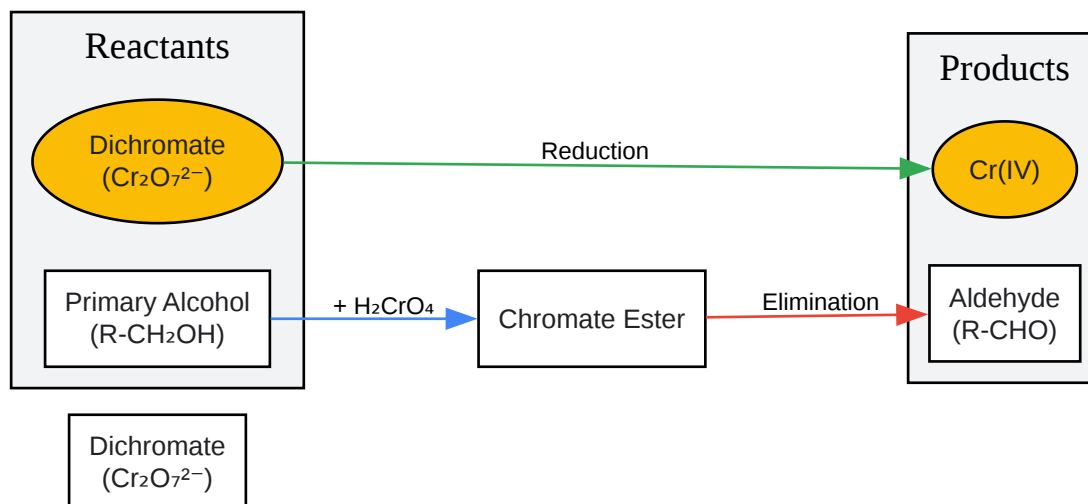 Reactants
Products
Dichromate
(Cr₂O₇²⁻)
Reduction
Cr(IV)
Primary Alcohol
(R-CH₂OH)
+ H₂CrO₄
Chromate Ester
Elimination
Aldehyde
(R-CHO)
Dichromate
(Cr₂O₇²⁻)